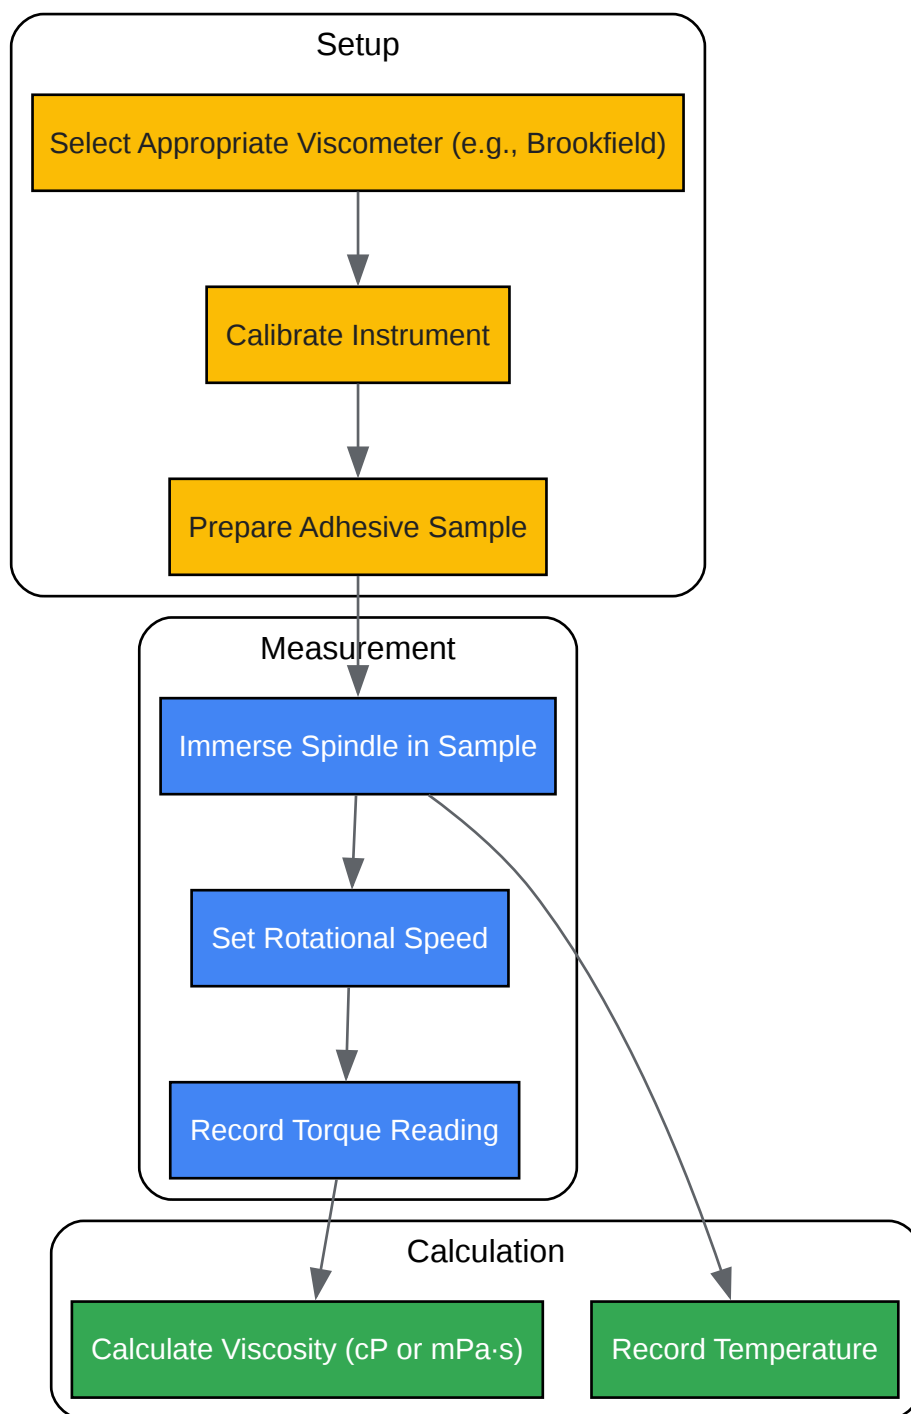 Setup
Select Appropriate Viscometer (e.g., Brookfield)
Calibrate Instrument
Prepare Adhesive Sample
Measurement
Immerse Spindle in Sample
Set Rotational Speed
Record Torque Reading
Calculation
Calculate Viscosity (cP or mPa·s)
Record Temperature